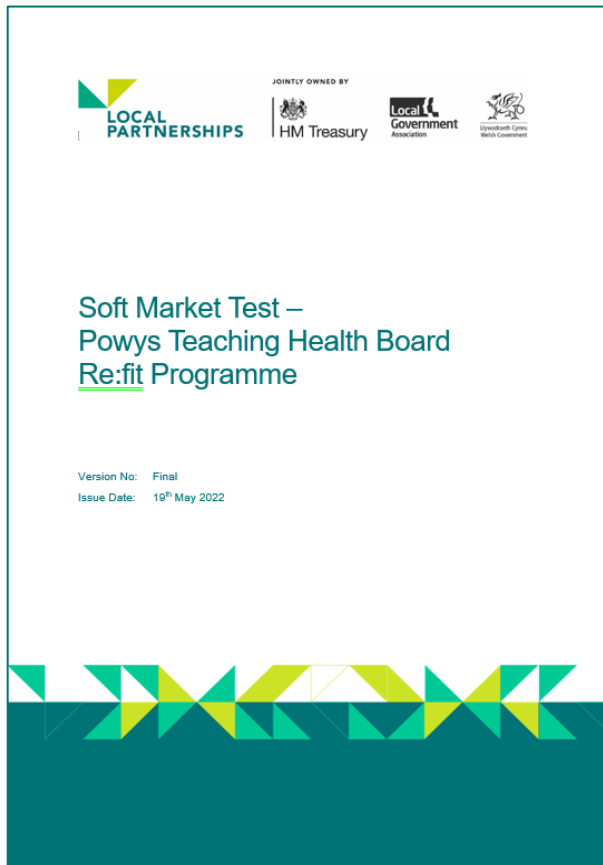 JOINTLY OWNED BY
LOCAL
PARTNERSHIPS
HM Treasury
Local
Government
Association
Llywodraeth Cymru
Welsh Government
Soft Market Test –
Powys Teaching Health Board
Re:fit Programme
Version No: Final
Issue Date: 19th May 2022